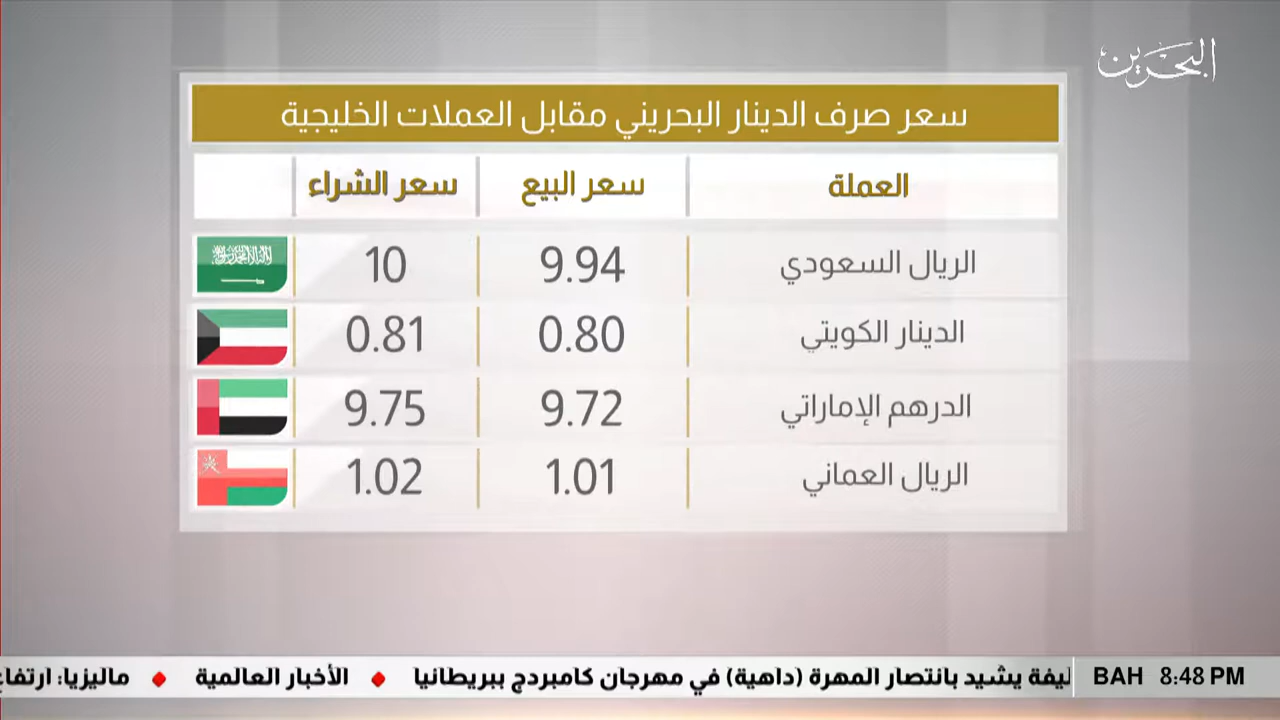 البحرين
سعر صرف الدينار البحريني مقابل العملات الخليجية
العملة سعر البيع سعر الشراء
الريال السعودي 9.94 10
الدينار الكويتي 0.80 0.81
الدرهم الإماراتي 9.72 9.75
الريال العماني 1.01 1.02
BAH 8:48 PM
يشيد بانتصار المهرة (داهية) في مهرجان كامبردج ببريطانيا ♦ الأخبار العالمية ♦ ماليزيا: